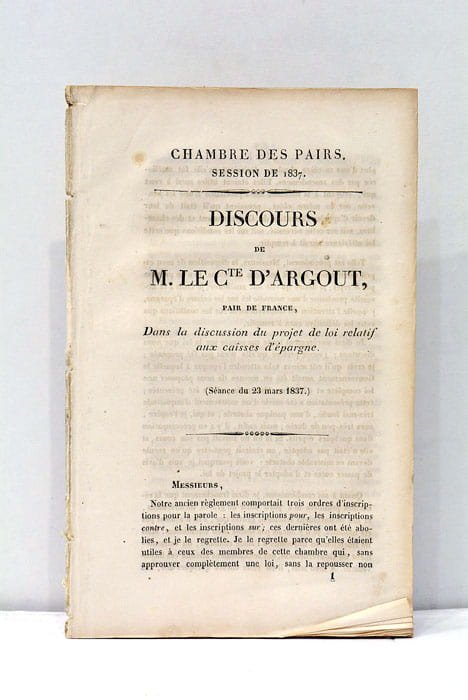 CHAMBRE DES PAIRS.
SESSION DE 1837.
DISCOURS
DE
M. LE CTE D'ARGOUT,
PAIR DE FRANCE,
Dans la discussion du projet de loi relatif
aux caisses d'épargne.
(Séance du 23 mars 1837.)
MESSIEURS,
Notre ancien règlement comportait trois ordres d'inscrip-
tions pour la parole : les inscriptions pour, les inscriptions
contre, et les inscriptions sur; ces dernières ont été abo-
lies, et je le regrette. Je le regrette parce qu'elles étaient
utiles à ceux des membres de cette chambre qui, sans
approuver complètement une loi, sans la repousser non
1